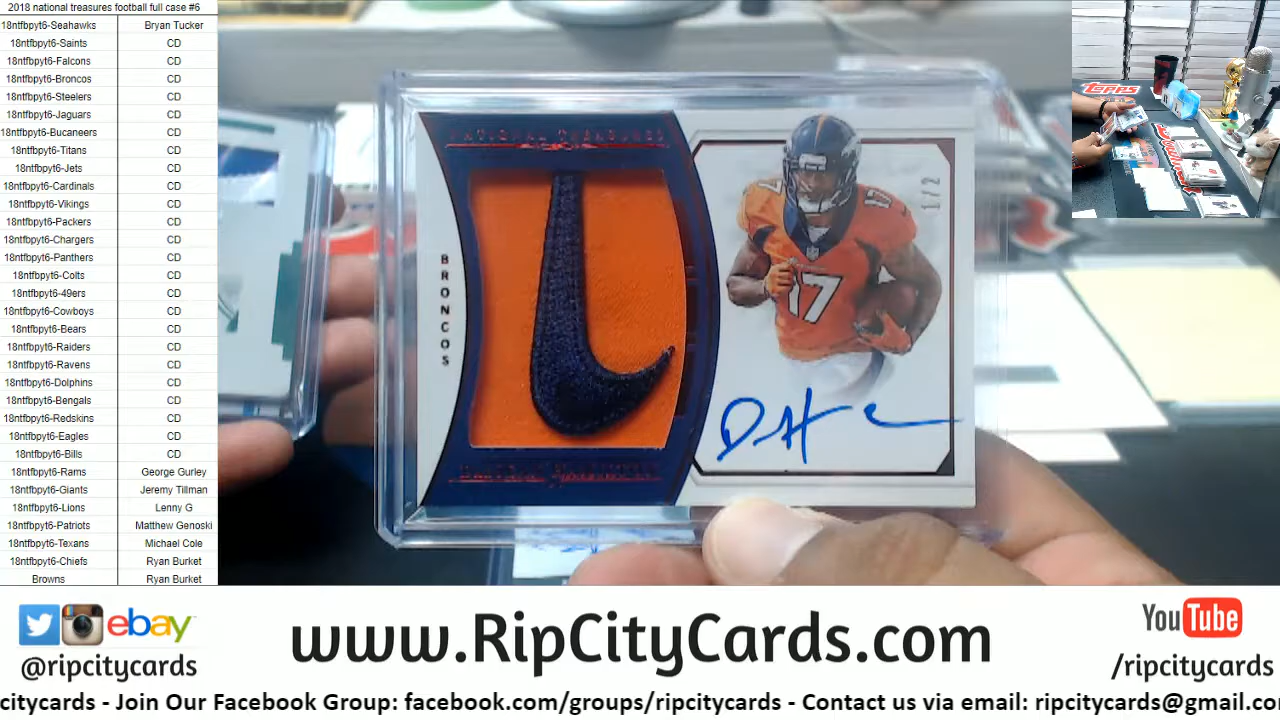 2018 national treasures football full case #6
18ntfbpyt6-Seahawks Bryan Tucker
18ntfbpyt6-Saints CD
18ntfbpyt6-Falcons CD
18ntfbpyt6-Broncos CD
18ntfbpyt6-Steelers CD
18ntfbpyt6-Jaguars CD
18ntfbpyt6-Bucaneers CD
18ntfbpyt6-Titans CD
18ntfbpyt6-Jets CD
18ntfbpyt6-Cardinals CD
18ntfbpyt6-Vikings CD
18ntfbpyt6-Packers CD
18ntfbpyt6-Chargers CD
18ntfbpyt6-Panthers CD
18ntfbpyt6-Colts CD
18ntfbpyt6-49ers CD
18ntfbpyt6-Cowboys CD
18ntfbpyt6-Bears CD
18ntfbpyt6-Raiders CD
18ntfbpyt6-Ravens CD
18ntfbpyt6-Dolphins CD
18ntfbpyt6-Bengals CD
18ntfbpyt6-Redskins CD
18ntfbpyt6-Eagles CD
18ntfbpyt6-Bills CD
18ntfbpyt6-Rams George Gurley
18ntfbpyt6-Giants Jeremy Tillman
18ntfbpyt6-Lions Lenny G
18ntfbpyt6-Patriots Matthew Genoski
18ntfbpyt6-Texans Michael Cole
18ntfbpyt6-Chiefs Ryan Burket
Browns Ryan Burket
NATIONAL TREASURES
BRONCOS
17
17
1/2
topps
ebay
@ripcitycards
www.RipCityCards.com
YouTube
/ripcitycards
citycards - Join Our Facebook Group: facebook.com/groups/ripcitycards - Contact us via email: ripcitycards@gmail.co